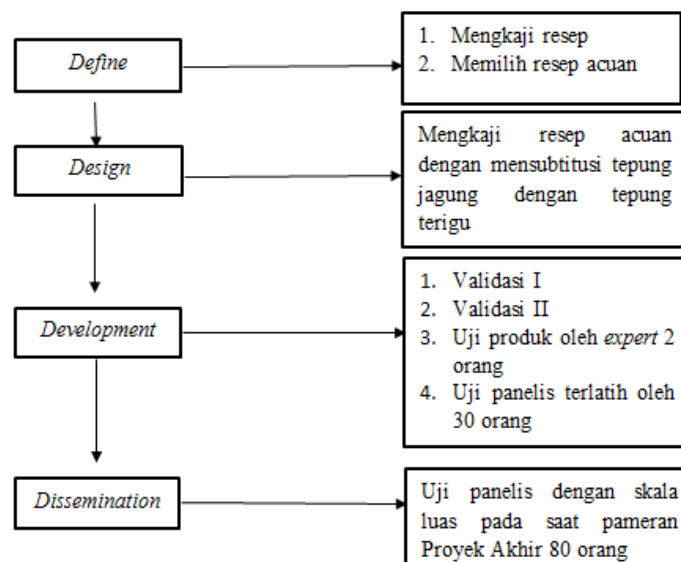 Define
1. Mengkaji resep
2. Memilih resep acuan
Design
Mengkaji resep acuan
dengan mensubtitusi tepung
jagung dengan tepung
terigu
Development
1. Validasi I
2. Validasi II
3. Uji produk oleh expert 2
orang
4. Uji panelis terlatih oleh
30 orang
Dissemination
Uji panelis dengan skala
luas pada saat pameran
Proyek Akhir 80 orang